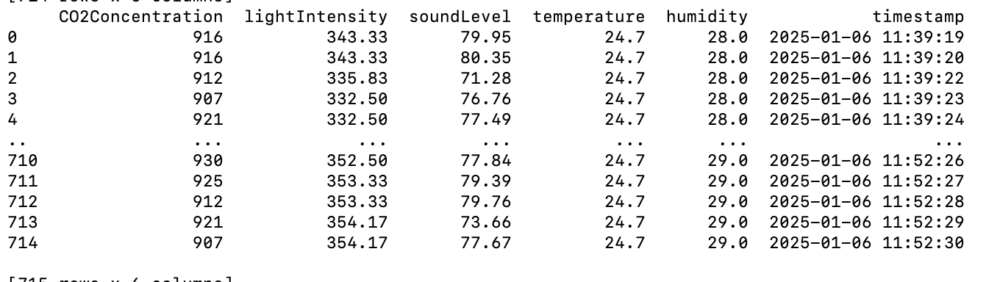 CO2Concentration lightIntensity soundLevel temperature humidity timestamp
0 916 343.33 79.95 24.7 28.0 2025-01-06 11:39:19
1 916 343.33 80.35 24.7 28.0 2025-01-06 11:39:20
2 912 335.83 71.28 24.7 28.0 2025-01-06 11:39:22
3 907 332.50 76.76 24.7 28.0 2025-01-06 11:39:23
4 921 332.50 77.49 24.7 28.0 2025-01-06 11:39:24
.. ... ... ... ... ... ...
710 930 352.50 77.84 24.7 29.0 2025-01-06 11:52:26
711 925 353.33 79.39 24.7 29.0 2025-01-06 11:52:27
712 912 353.33 79.76 24.7 29.0 2025-01-06 11:52:28
713 921 354.17 73.66 24.7 29.0 2025-01-06 11:52:29
714 907 354.17 77.67 24.7 29.0 2025-01-06 11:52:30
[715 rows x 6 columns]